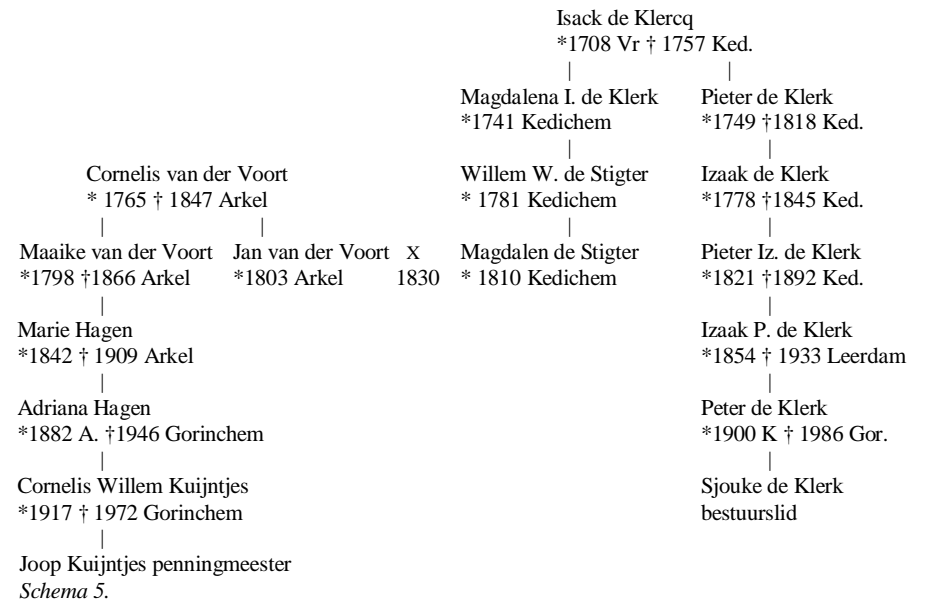 Isack de Klercq
*1708 Vr † 1757 Ked.
Magdalena I. de Klerk Pieter de Klerk
*1741 Kedichem *1749 †1818 Ked.
Cornelis van der Voort Willem W. de Stigter Izaak de Klerk
* 1765 † 1847 Arkel * 1781 Kedichem *1778 †1845 Ked.
Maaike van der Voort Jan van der Voort X Magdalen de Stigter Pieter Iz. de Klerk
*1798 †1866 Arkel *1803 Arkel 1830 * 1810 Kedichem *1821 †1892 Ked.
Marie Hagen Izaak P. de Klerk
*1842 † 1909 Arkel *1854 † 1933 Leerdam
Adriana Hagen Peter de Klerk
*1882 A. †1946 Gorinchem *1900 K † 1986 Gor.
Cornelis Willem Kuijntjes Sjouke de Klerk
*1917 † 1972 Gorinchem bestuurslid
Joop Kuijntjes penningmeester
Schema 5.